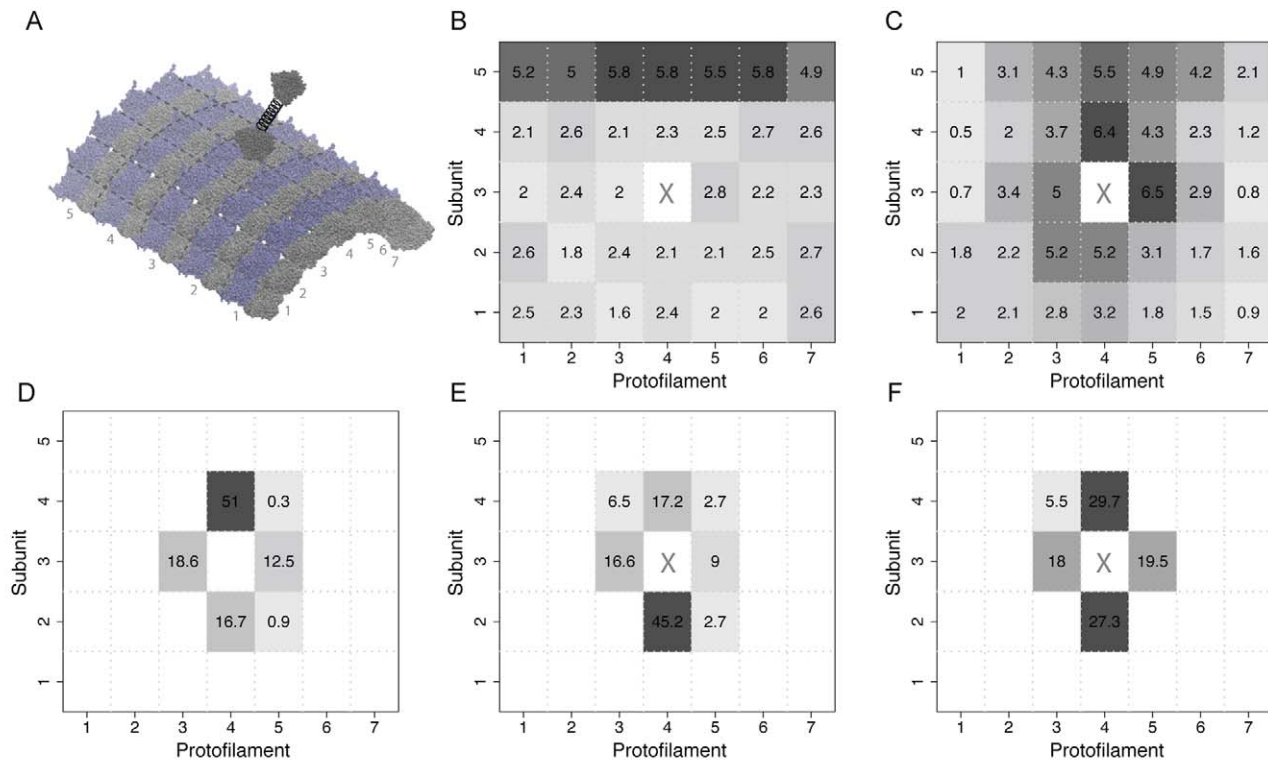 A
5
4
3
2
1
1
2
3
4
5
6
7
B
Subunit
5
5.2 5 5.8 5.8 5.5 5.8 4.9
4
2.1 2.6 2.1 2.3 2.5 2.7 2.6
3
2 2.4 2 X 2.8 2.2 2.3
2
2.6 1.8 2.4 2.1 2.1 2.5 2.7
1
2.5 2.3 1.6 2.4 2 2 2.6
1 2 3 4 5 6 7
Protofilament
C
Subunit
5
1 3.1 4.3 5.5 4.9 4.2 2.1
4
0.5 2 3.7 6.4 4.3 2.3 1.2
3
0.7 3.4 5 X 6.5 2.9 0.8
2
1.8 2.2 5.2 5.2 3.1 1.7 1.6
1
2 2.1 2.8 3.2 1.8 1.5 0.9
1 2 3 4 5 6 7
Protofilament
D
Subunit
5
4
51 0.3
3
18.6 12.5
2
16.7 0.9
1
1 2 3 4 5 6 7
Protofilament
E
Subunit
5
4
6.5 17.2 2.7
3
16.6 X 9
2
45.2 2.7
1
1 2 3 4 5 6 7
Protofilament
F
Subunit
5
4
5.5 29.7
3
18 X 19.5
2
27.3
1
1 2 3 4 5 6 7
Protofilament